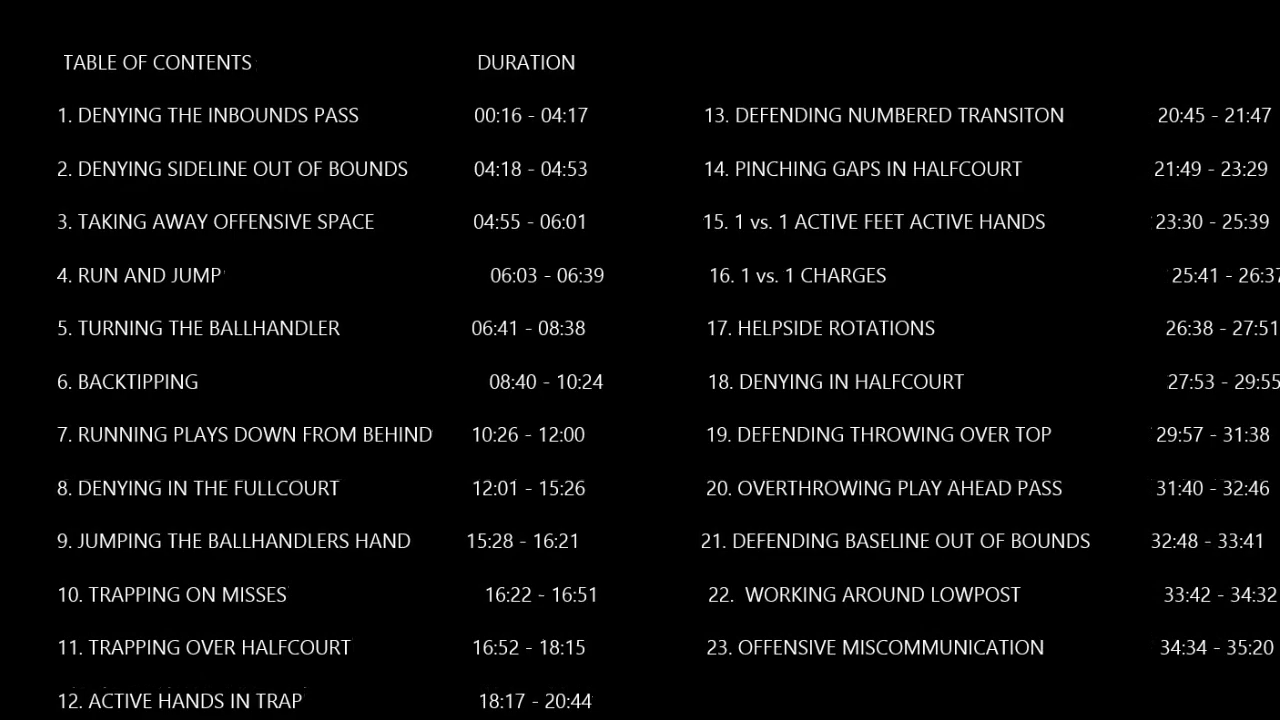 TABLE OF CONTENTS DURATION
1. DENYING THE INBOUNDS PASS 00:16 - 04:17
2. DENYING SIDELINE OUT OF BOUNDS 04:18 - 04:53
3. TAKING AWAY OFFENSIVE SPACE 04:55 - 06:01
4. RUN AND JUMP 06:03 - 06:39
5. TURNING THE BALLHANDLER 06:41 - 08:38
6. BACKTIPPING 08:40 - 10:24
7. RUNNING PLAYS DOWN FROM BEHIND 10:26 - 12:00
8. DENYING IN THE FULLCOURT 12:01 - 15:26
9. JUMPING THE BALLHANDLERS HAND 15:28 - 16:21
10. TRAPPING ON MISSES 16:22 - 16:51
11. TRAPPING OVER HALFCOURT 16:52 - 18:15
12. ACTIVE HANDS IN TRAP 18:17 - 20:44
13. DEFENDING NUMBERED TRANSITON 20:45 - 21:47
14. PINCHING GAPS IN HALFCOURT 21:49 - 23:29
15. 1 vs. 1 ACTIVE FEET ACTIVE HANDS 23:30 - 25:39
16. 1 vs. 1 CHARGES 25:41 - 26:37
17. HELPSIDE ROTATIONS 26:38 - 27:51
18. DENYING IN HALFCOURT 27:53 - 29:55
19. DEFENDING THROWING OVER TOP 29:57 - 31:38
20. OVERTHROWING PLAY AHEAD PASS 31:40 - 32:46
21. DEFENDING BASELINE OUT OF BOUNDS 32:48 - 33:41
22. WORKING AROUND LOWPOST 33:42 - 34:32
23. OFFENSIVE MISCOMMUNICATION 34:34 - 35:20